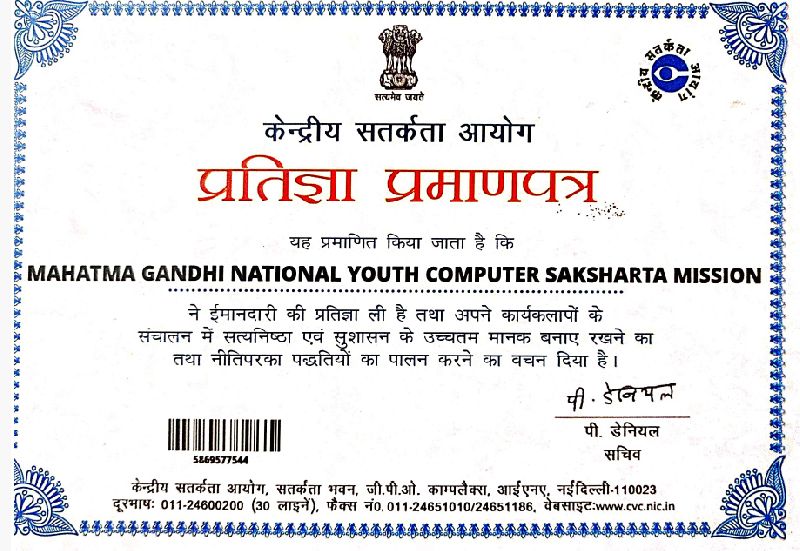 सत्यमेव जयते
केन्द्रीय सतर्कता आयोग
केन्द्रीय सतर्कता आयोग
प्रतिज्ञा प्रमाणपत्र
यह प्रमाणित किया जाता है कि
MAHATMA GANDHI NATIONAL YOUTH COMPUTER SAKSHARTA MISSION
ने ईमानदारी की प्रतिज्ञा ली है तथा अपने कार्यकलापों के
संचालन में सत्यनिष्ठा एवं सुशासन के उच्चतम मानक बनाए रखने का
तथा नीतिपरका पद्धतियों का पालन करने का वचन दिया है।
पी. डेनियल
पी. डेनियल
सचिव
5869577544
केन्द्रीय सतर्कता आयोग, सतर्कता भवन, जी.पी.ओ. काम्पलैक्स, आईएनए, नईदिल्ली-110023
दूरभाष: 011-24600200 (30 लाइनें), फैक्स नं0. 011-24651010/24651186, वेबसाइट:www.cvc.nic.in